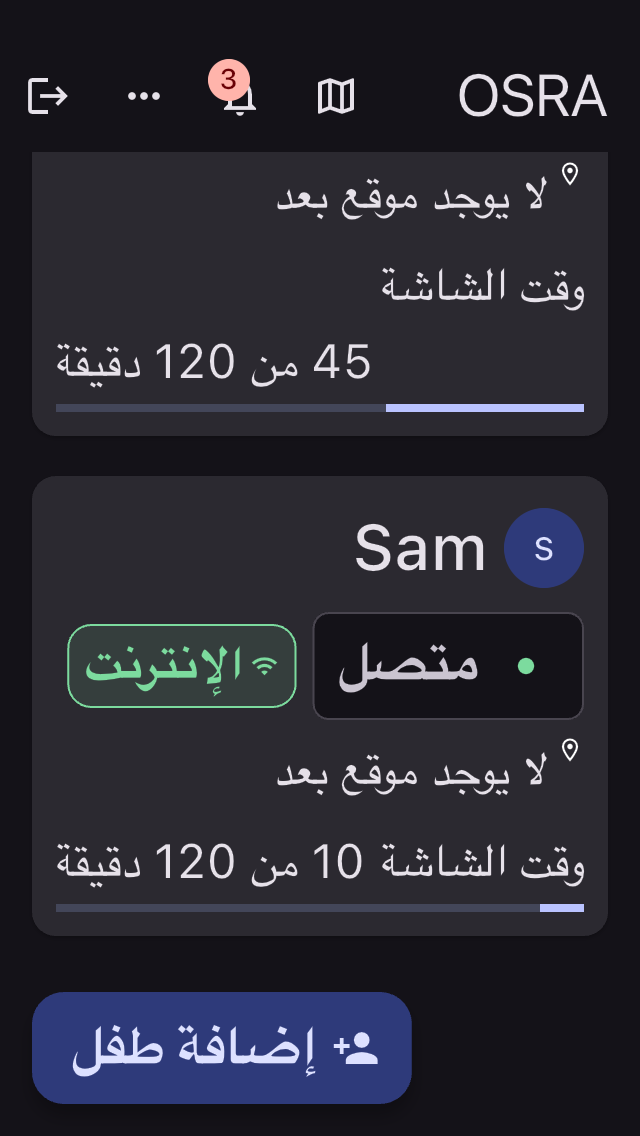 OSRA
3
لا يوجد موقع بعد
وقت الشاشة
45 من 120 دقيقة
S
Sam
متصل
الإنترنت
لا يوجد موقع بعد
وقت الشاشة 10 من 120 دقيقة
إضافة طفل